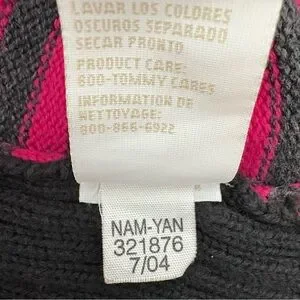 LAVAR LOS COLORES
OSCUROS SEPARADO
SECAR PRONTO
PRODUCT CARE:
800-TOMMY CARES
INFORMATION DE
NETTOYAGE:
800-866-6922
NAM-YAN
321876
7/04